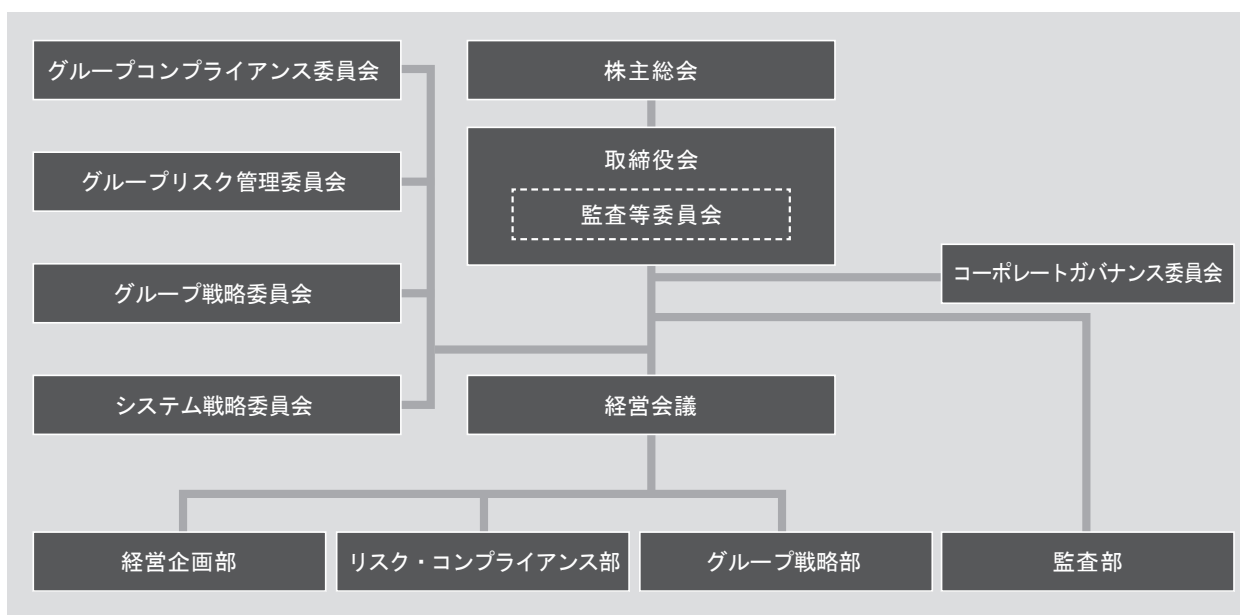 グループコンプライアンス委員会
グループリスク管理委員会
グループ戦略委員会
システム戦略委員会
株主総会
取締役会
監査等委員会
コーポレートガバナンス委員会
経営会議
経営企画部
リスク・コンプライアンス部
グループ戦略部
監査部